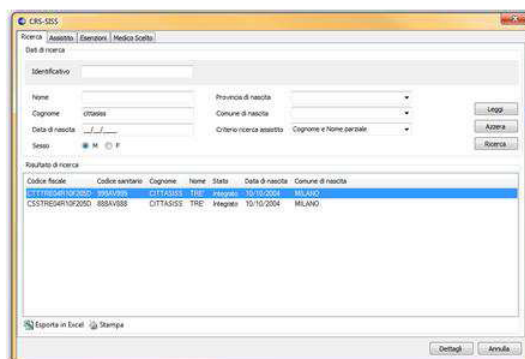 CRS-SISS
Ricerca Assistito Esenzioni Medico Scelto
Dati di ricerca
Identificativo
Nome Provincia di nascita
Cognome cittasiss Comune di nascita Leggi
Data di nascita __/__/____ Criterio ricerca assistito Cognome e Nome parziale Azzera
Sesso M F Ricerca
Risultato di ricerca
Codice fiscale Codice sanitario Cognome Nome Stato Data di nascita Comune di nascita
CTTTRE04R10F205D 999AV999 CITTASISS TRE' Integrato 10/10/2004 MILANO
CSSTRE04R10F205D 888AV888 CITTASISS TRE' Integrato 10/10/2004 MILANO
Esporta in Excel Stampa
Dettagli Annulla